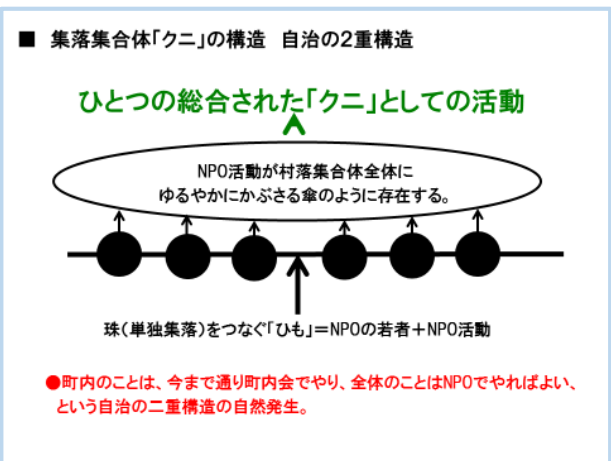 ■ 集落集合体「クニ」の構造 自治の2重構造
ひとつの総合された「クニ」としての活動
NPO活動が村落集合体全体に
ゆるやかにかぶさる傘のように存在する。
珠(単独集落)をつなぐ「ひも」=NPOの若者+NPO活動
●町内のことは、今まで通り町内会でやり、全体のことはNPOでやればよい、
という自治の二重構造の自然発生。